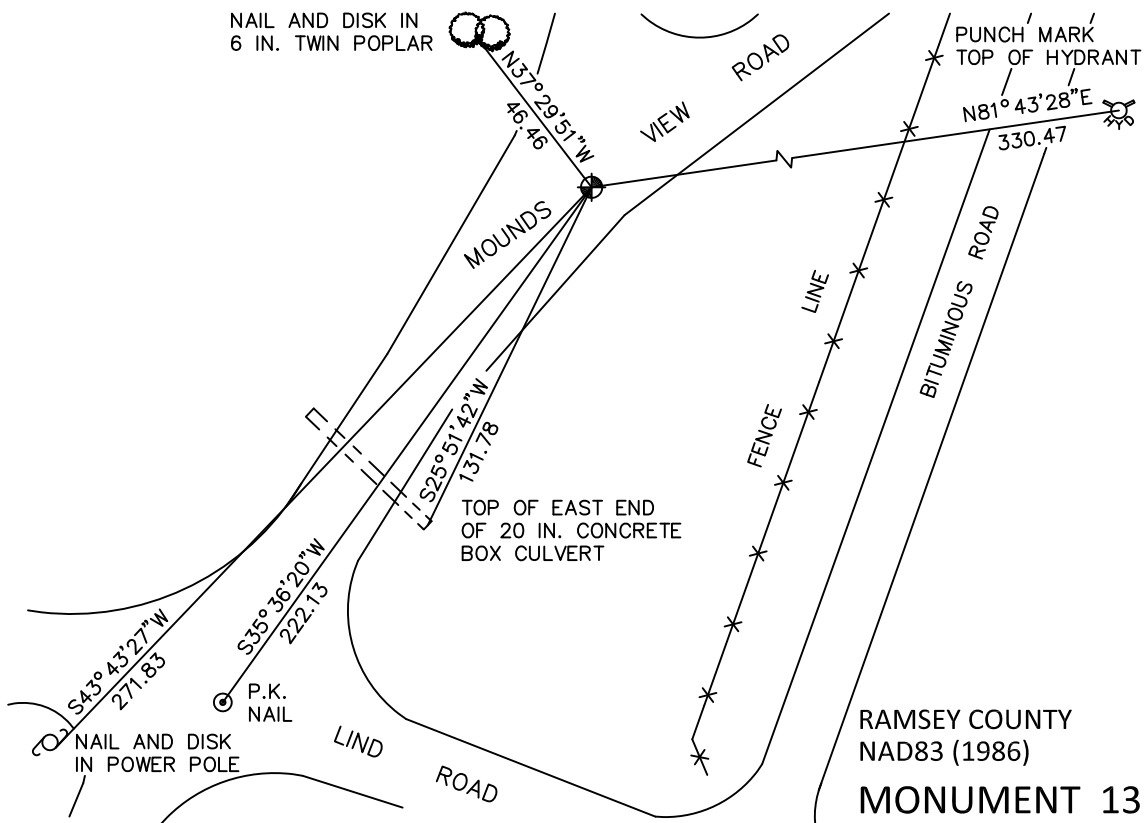 NAIL AND DISK IN
6 IN. TWIN POPLAR
N37°29'51"W
46.46
MOUNDS VIEW ROAD
PUNCH MARK
TOP OF HYDRANT
N81°43'28"E
330.47
FENCE LINE
BITUMINOUS ROAD
S25°51'42"W
131.78
TOP OF EAST END
OF 20 IN. CONCRETE
BOX CULVERT
S35°36'20"W
222.13
S43°43'27"W
271.83
P.K.
NAIL
NAIL AND DISK
IN POWER POLE
LIND ROAD
RAMSEY COUNTY
NAD83 (1986)
MONUMENT 13